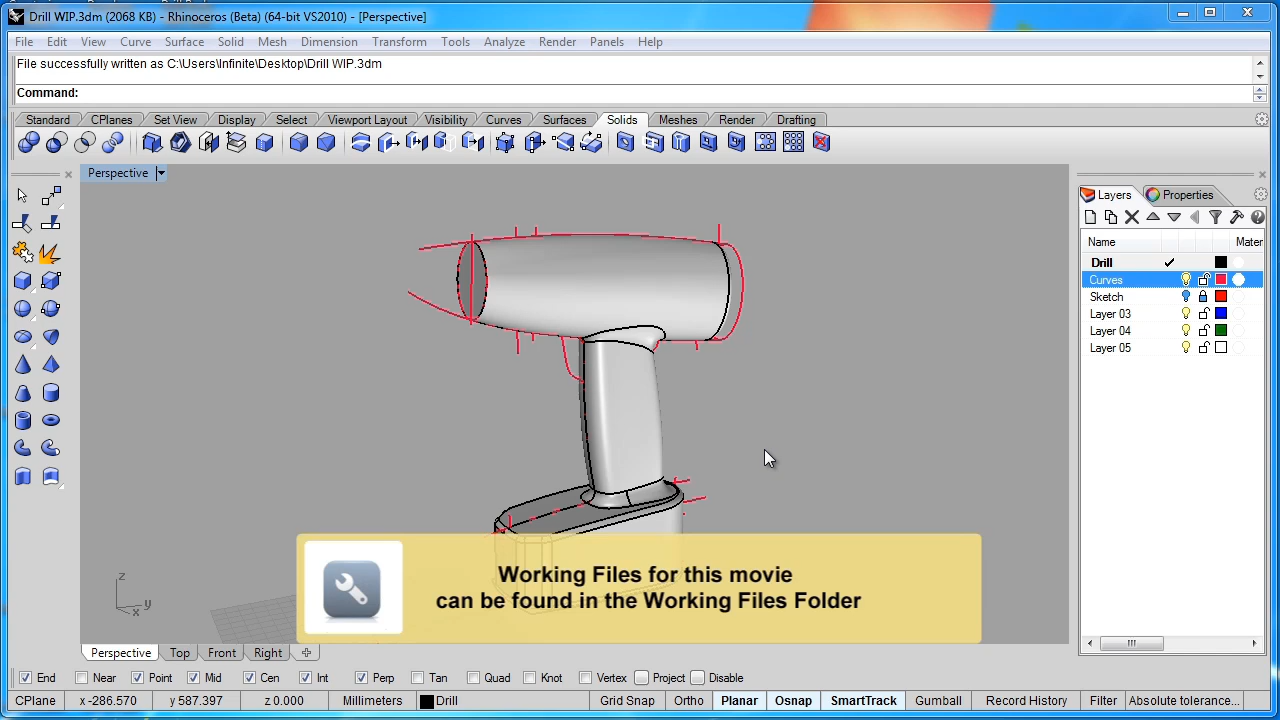 Drill WIP.3dm (2068 KB) - Rhinoceros (Beta) (64-bit VS2010) - [Perspective]
File Edit View Curve Surface Solid Mesh Dimension Transform Tools Analyze Render Panels Help
File successfully written as C:\Users\Infinite\Desktop\Drill WIP.3dm
Command:
Standard CPlanes Set View Display Select Viewport Layout Visibility Curves Surfaces Solids Meshes Render Drafting
Perspective
Layers Properties
Name Mater
Drill
Curves
Sketch
Layer 03
Layer 04
Layer 05
z
y
x
Working Files for this movie
can be found in the Working Files Folder
Perspective Top Front Right
End Near Point Mid Cen Int Perp Tan Quad Knot Vertex Project Disable
CPlane x -286.570 y 587.397 z 0.000 Millimeters Drill Grid Snap Ortho Planar Osnap SmartTrack Gumball Record History Filter Absolute tolerance...